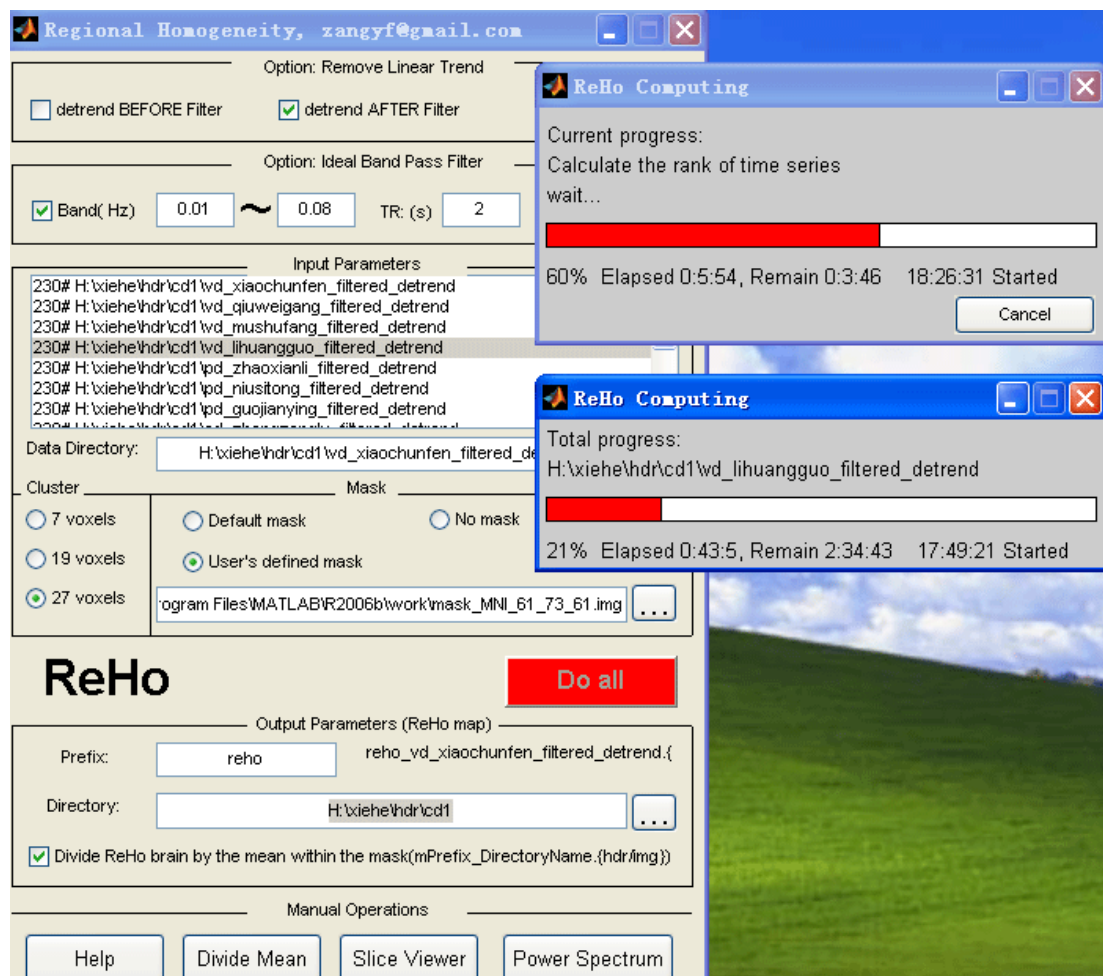 Regional Homogeneity, zangyf@gmail.com
Option: Remove Linear Trend
detrend BEFORE Filter
detrend AFTER Filter
Option: Ideal Band Pass Filter
Band( Hz)
0.01
~
0.08
TR: (s)
2
Input Parameters
230# H:\xiehe\hdr\cd1\vd_xiaochunfen_filtered_detrend
230# H:\xiehe\hdr\cd1\vd_qiuweigang_filtered_detrend
230# H:\xiehe\hdr\cd1\vd_mushufang_filtered_detrend
230# H:\xiehe\hdr\cd1\vd_lihuangguo_filtered_detrend
230# H:\xiehe\hdr\cd1\pd_zhaoxianli_filtered_detrend
230# H:\xiehe\hdr\cd1\pd_niusitong_filtered_detrend
230# H:\xiehe\hdr\cd1\pd_guojianying_filtered_detrend
Data Directory:
H:\xiehe\hdr\cd1\vd_xiaochunfen_filtered_de
Cluster
Mask
7 voxels
Default mask
No mask
19 voxels
User's defined mask
27 voxels
rogram Files\MATLAB\R2006b\work\mask_MNI_61_73_61.img
...
ReHo
Do all
Output Parameters (ReHo map)
Prefix:
reho
reho_vd_xiaochunfen_filtered_detrend.{
Directory:
H:\xiehe\hdr\cd1
...
Divide ReHo brain by the mean within the mask(mPrefix_DirectoryName.{hdr/img})
Manual Operations
Help
Divide Mean
Slice Viewer
Power Spectrum
ReHo Computing
Current progress:
Calculate the rank of time series
wait...
60% Elapsed 0:5:54, Remain 0:3:46 18:26:31 Started
Cancel
ReHo Computing
Total progress:
H:\xiehe\hdr\cd1\vd_lihuangguo_filtered_detrend
21% Elapsed 0:43:5, Remain 2:34:43 17:49:21 Started